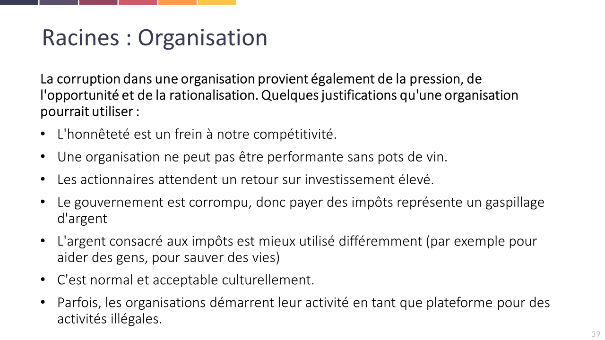 Racines : Organisation
La corruption dans une organisation provient également de la pression, de
l'opportunité et de la rationalisation. Quelques justifications qu'une organisation
pourrait utiliser :
• L'honnêteté est un frein à notre compétitivité.
• Une organisation ne peut pas être performante sans pots de vin.
• Les actionnaires attendent un retour sur investissement élevé.
• Le gouvernement est corrompu, donc payer des impôts représente un gaspillage
d'argent
• L'argent consacré aux impôts est mieux utilisé différemment (par exemple pour
aider des gens, pour sauver des vies)
• C'est normal et acceptable culturellement.
• Parfois, les organisations démarrent leur activité en tant que plateforme pour des
activités illégales.
39